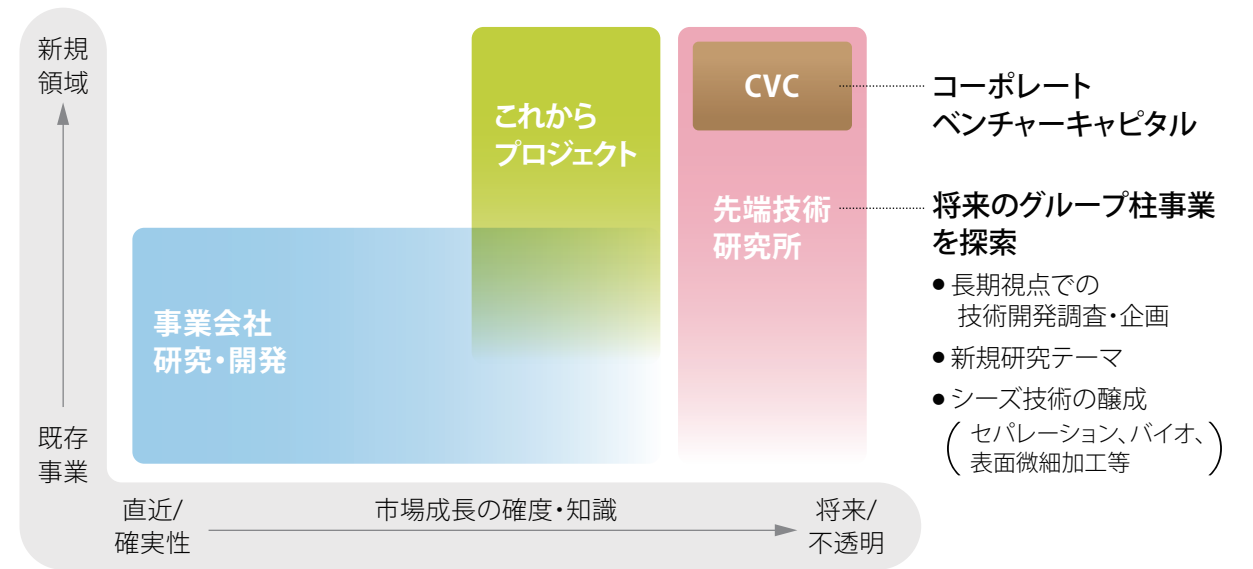 新規
領域
既存
事業
直近/
確実性
市場成長の確度・知識
将来/
不透明
事業会社
研究・開発
これから
プロジェクト
CVC
先端技術
研究所
コーポレート
ベンチャーキャピタル
将来のグループ柱事業
を探索
●長期視点での
技術開発調査・企画
●新規研究テーマ
●シーズ技術の醸成
(セパレーション、バイオ、
表面微細加工等)